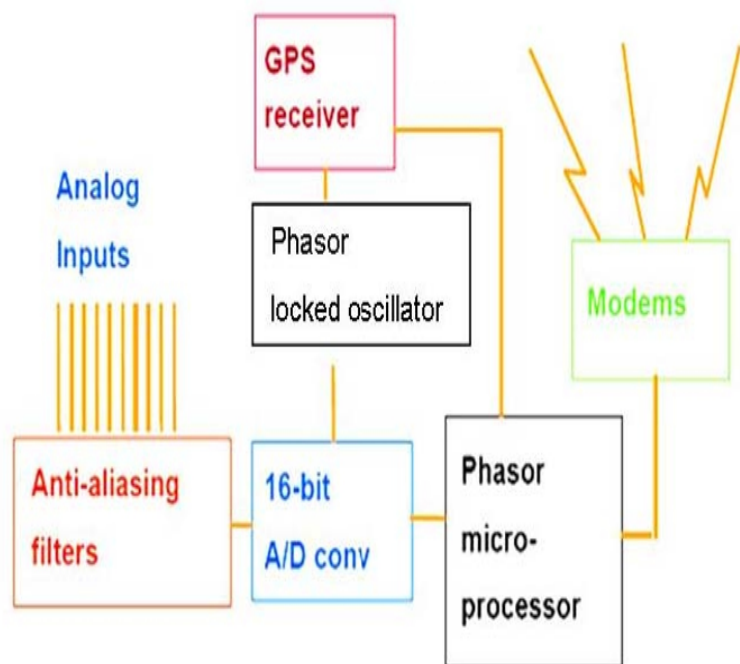 GPS
receiver
Analog
Inputs
Phasor
locked oscillator
Modems
Anti-aliasing
filters
16-bit
A/D conv
Phasor
micro-
processor